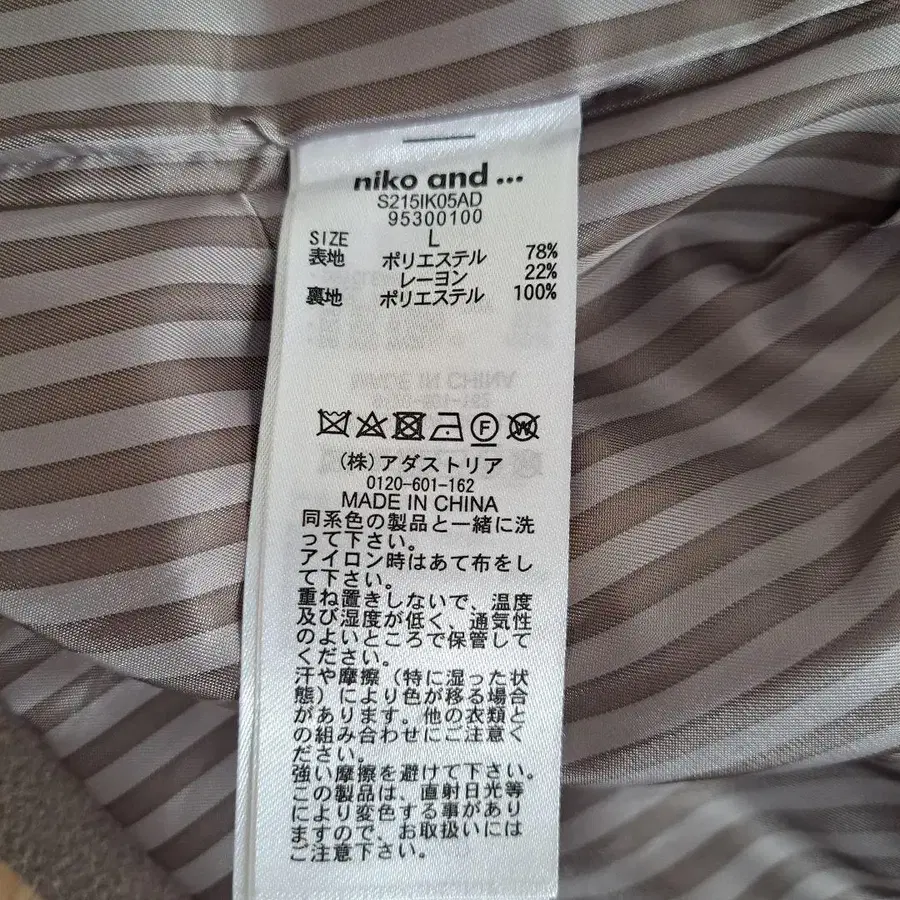 niko and ...
S215IK05AD
95300100
SIZE L
表地 ポリエステル 78%
レーヨン 22%
裏地 ポリエステル 100%
(株)アダストリア
0120-601-162
MADE IN CHINA
同系色の製品と一緒に洗
って下さい。
アイロン時はあて布をし
て下さい。
重ね置きしないで、温度
及び湿度が低く、通気性
のよいところで保管して
ください。
汗や摩擦（特に湿った状
態）により色が移る場合
があります。他の衣類と
の組み合わせにご注意く
ださい。
強い摩擦を避けて下さい。
この製品は、直射日光等
により変色する事があり
ますので、お取扱いには
ご注意下さい。